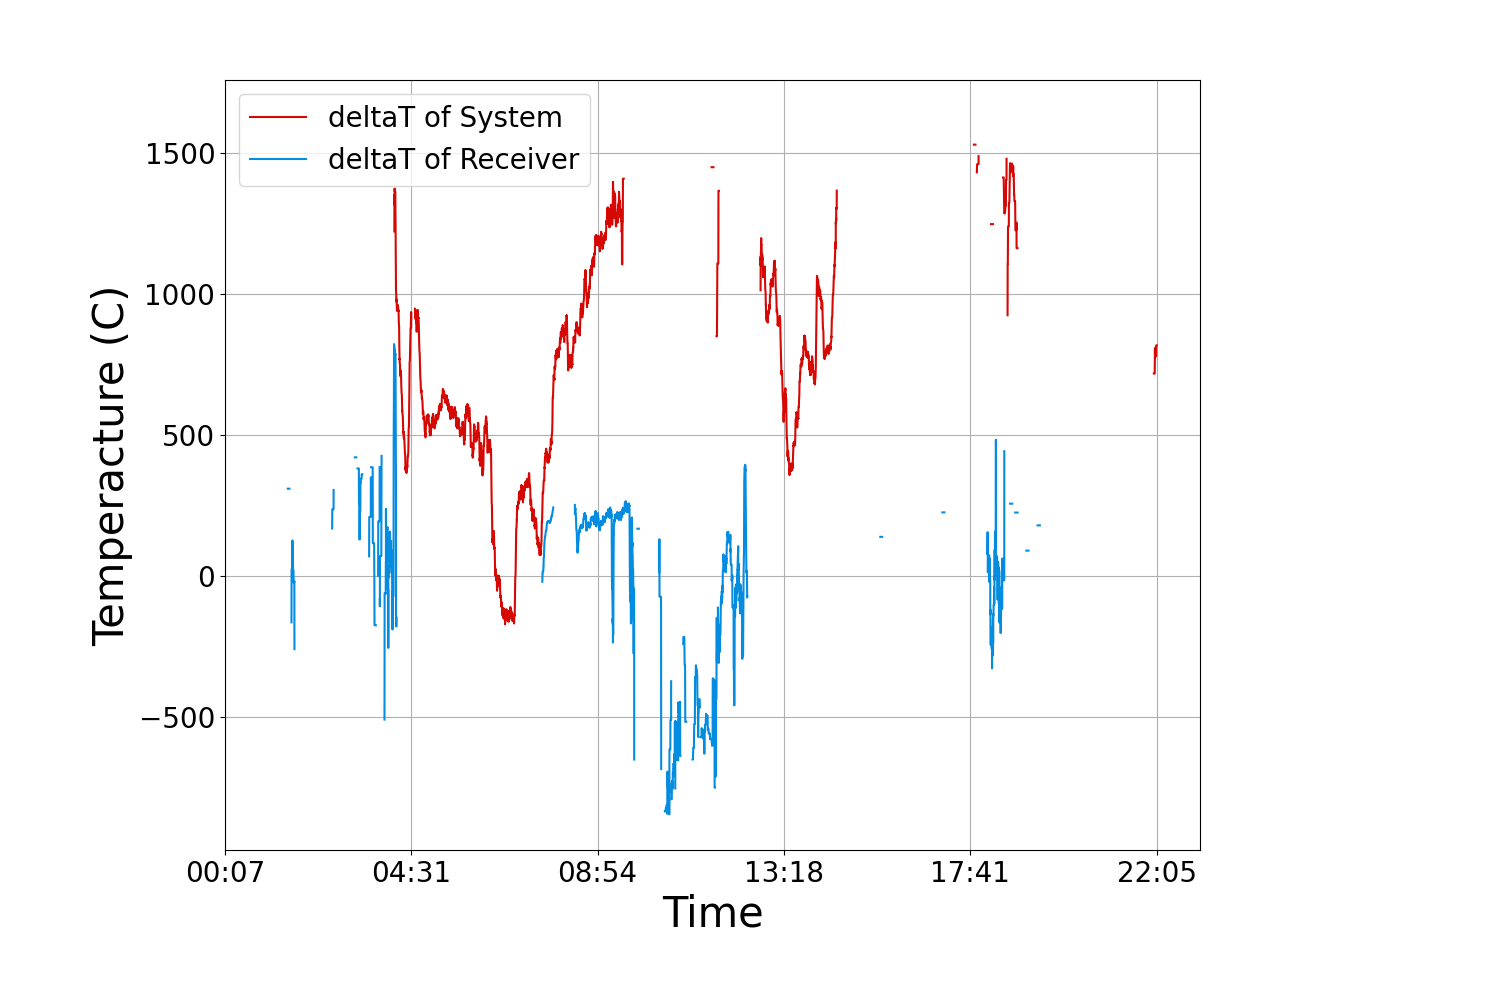 deltaT of System
deltaT of Receiver
1500
1000
500
0
−500
Temperacture (C)
00:07 04:31 08:54 13:18 17:41 22:05
Time